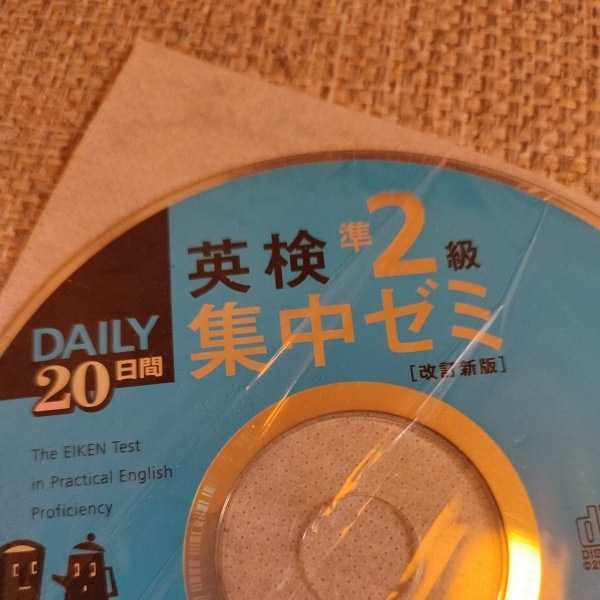 英検準2級
DAILY
20日間
集中ゼミ
[改訂新版]
The EIKEN Test
in Practical English
Proficiency